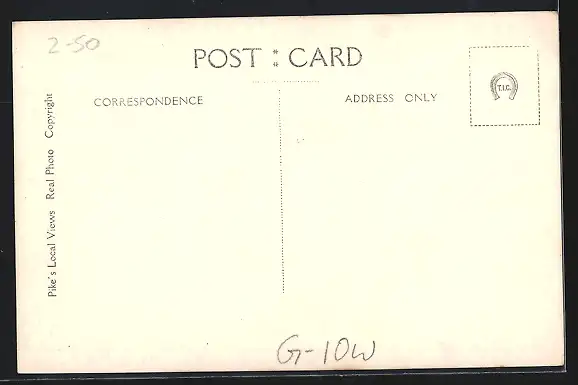 2-50
POST : CARD
CORRESPONDENCE
ADDRESS ONLY
T.I.C.
Pike's Local Views Real Photo Copyright
G-10W